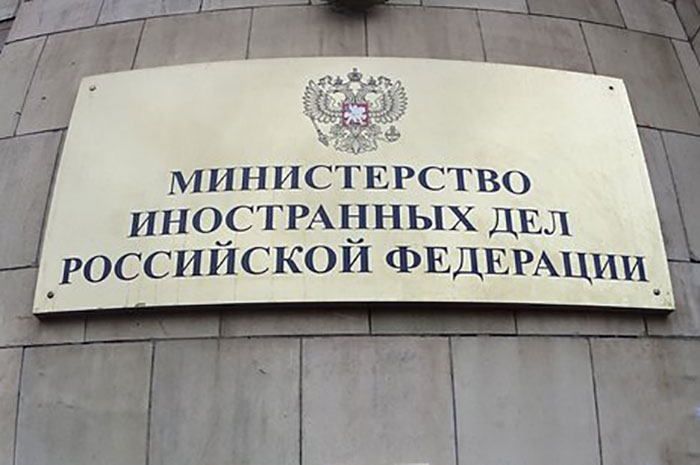 МИНИСТЕРСТВО
ИНОСТРАННЫХ ДЕЛ
РОССИЙСКОЙ ФЕДЕРАЦИИ